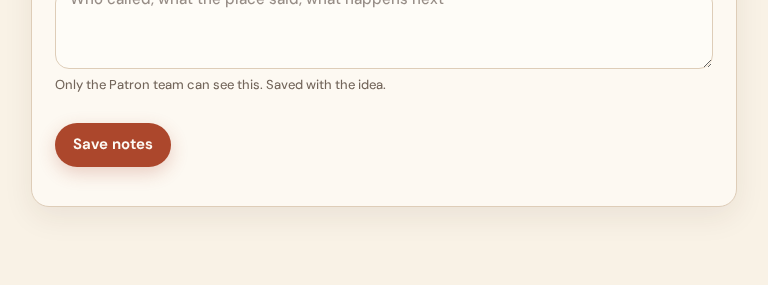 Who called, what the place said, what happens next
Only the Patron team can see this. Saved with the idea.
Save notes